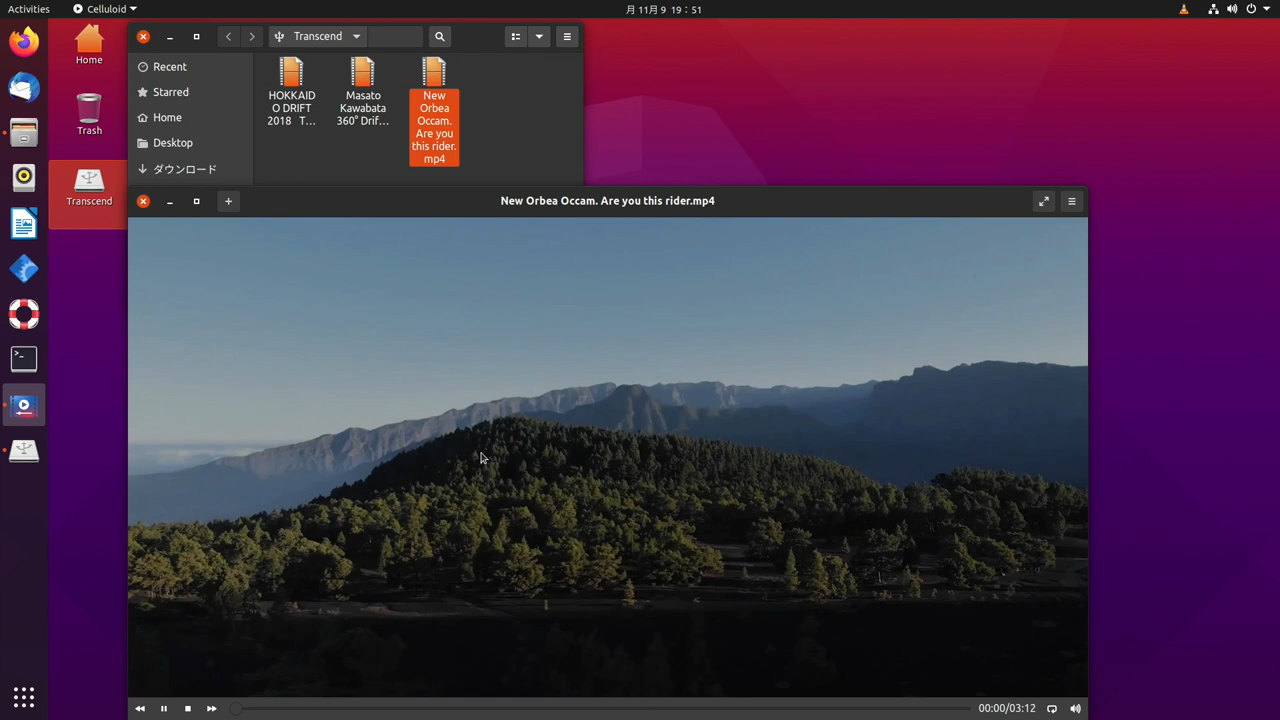 Activities
Celluloid
月 11月 9 19：51
Home
Trash
Transcend
Transcend
Recent
Starred
Home
Desktop
ダウンロード
HOKKAID
O DRIFT
2018 T...
Masato
Kawabata
360° Drif...
New
Orbea
Occam.
Are you
this rider.
mp4
New Orbea Occam. Are you this rider.mp4
00:00/03:12